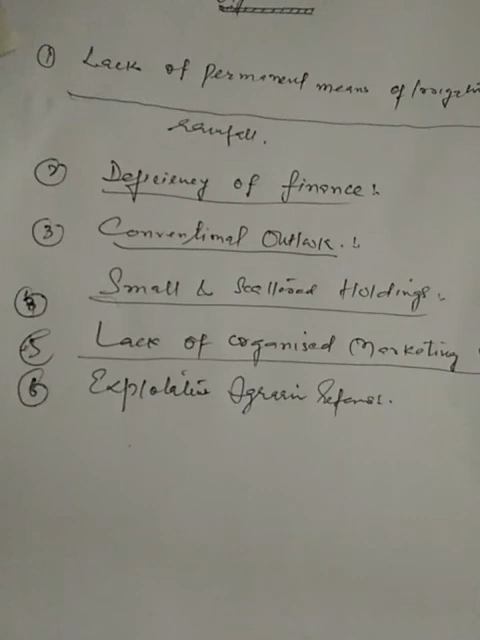 ① Lack of permanent means of Irrigati
rainfall.
② Deficiency of finance :
③ Conventional Outlook. :
④ Small & Scattered Holdings :
⑤ Lack of organised Marketing
⑥ Agrarian